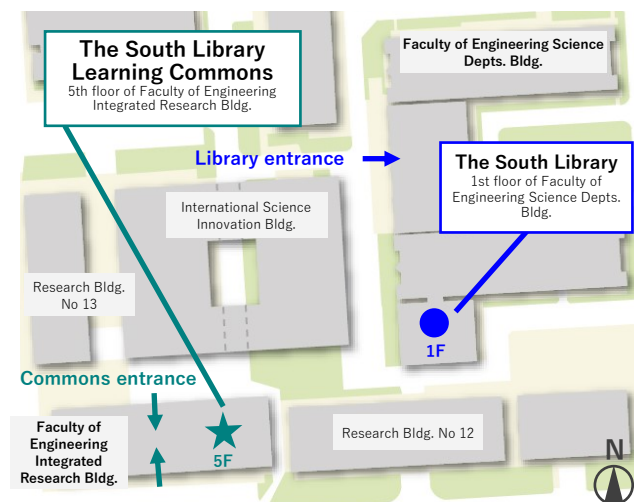 The South Library
Learning Commons
5th floor of Faculty of Engineering
Integrated Research Bldg.
Faculty of Engineering Science
Depts. Bldg.
Library entrance
The South Library
1st floor of Faculty of
Engineering Science Depts.
Bldg.
International Science
Innovation Bldg.
Research Bldg.
No 13
1F
Commons entrance
Faculty of
Engineering
Integrated
Research Bldg.
5F
Research Bldg. No 12
N